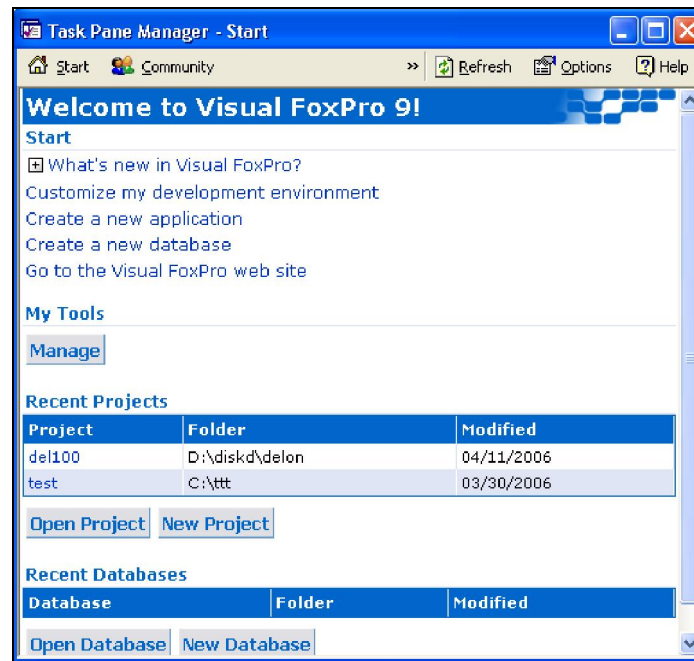 Task Pane Manager - Start
Start Community » Refresh Options Help
Welcome to Visual FoxPro 9!
Start
What's new in Visual FoxPro?
Customize my development environment
Create a new application
Create a new database
Go to the Visual FoxPro web site
My Tools
Manage
Recent Projects
Project Folder Modified
del100 D:\diskd\delon 04/11/2006
test C:\ttt 03/30/2006
Open Project New Project
Recent Databases
Database Folder Modified
Open Database New Database